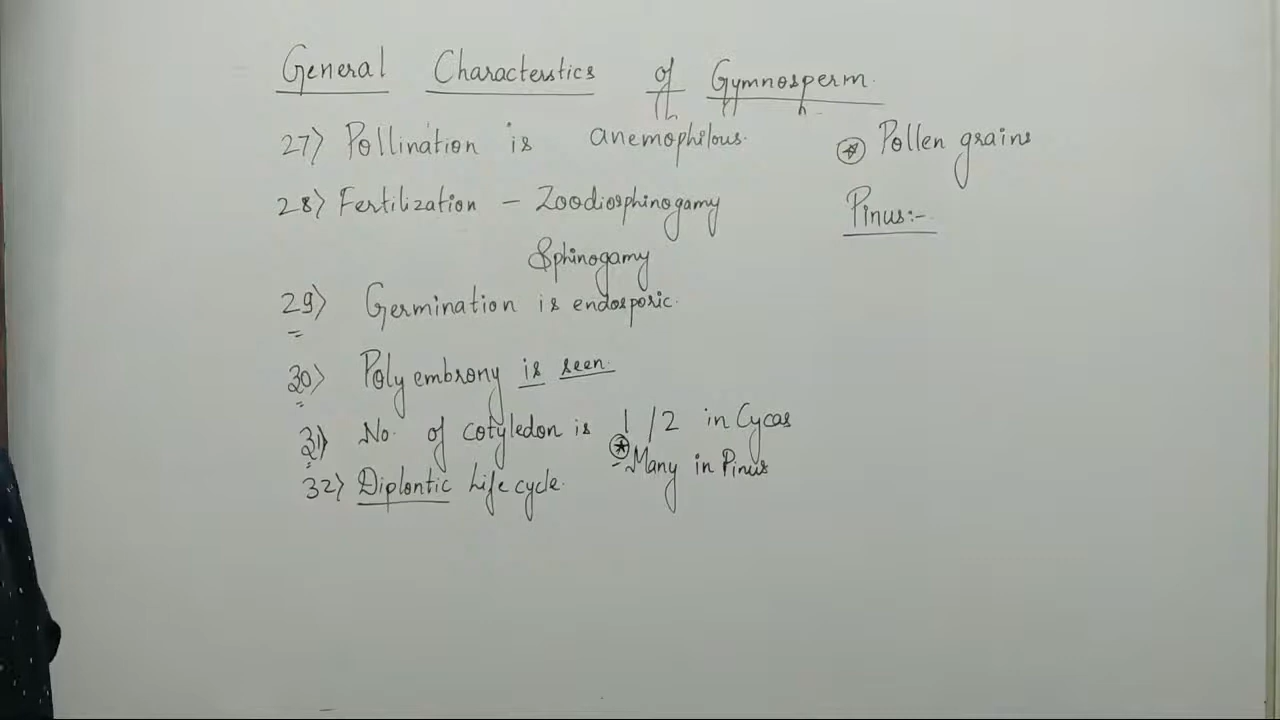 General Characterstics of Gymnosperm.
27) Pollination is anemophilous.
28) Fertilization - Zoodiosphinogamy
Sphinogamy
29) Germination is endosporic.
30) Poly embrony is seen.
31) No. of cotyledon is 1/2 in Cycas
Many in Pinus
32) Diplontic life cycle.
Pollen grains
Pinus:-